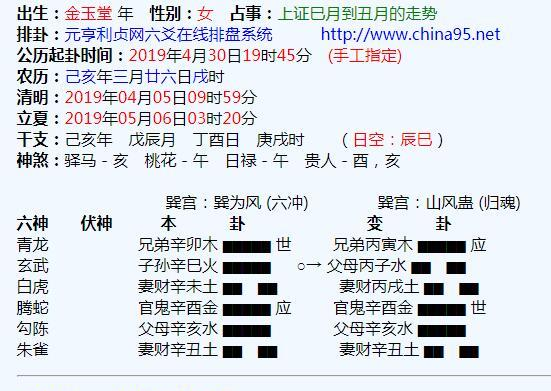 出生：金玉堂 年　性别：女　占事：上证巳月到丑月的走势
排卦：元亨利贞网六爻在线排盘系统　　　http://www.china95.net
公历起卦时间：2019年4月30日19时45分　(手工指定)
农历：己亥年三月廿六日戌时
清明：2019年04月05日09时59分
立夏：2019年05月06日03时20分
干支：己亥年　戊辰月　丁酉日　庚戌时　（日空：辰巳）
神煞：驿马－亥　桃花－午　日禄－午　贵人－酉，亥
巽宫：巽为风 (六冲)　　巽宫：山风蛊 (归魂)
六神　　伏神　　本　　卦　　变　　卦
青龙　　兄弟辛卯木　世　　兄弟丙寅木　应
玄武　　子孙辛巳火　○→ 父母丙子水
白虎　　妻财辛未土　　妻财丙戌土
腾蛇　　官鬼辛酉金　应　　官鬼辛酉金　世
勾陈　　父母辛亥水　　父母辛亥水
朱雀　　妻财辛丑土　　妻财辛丑土